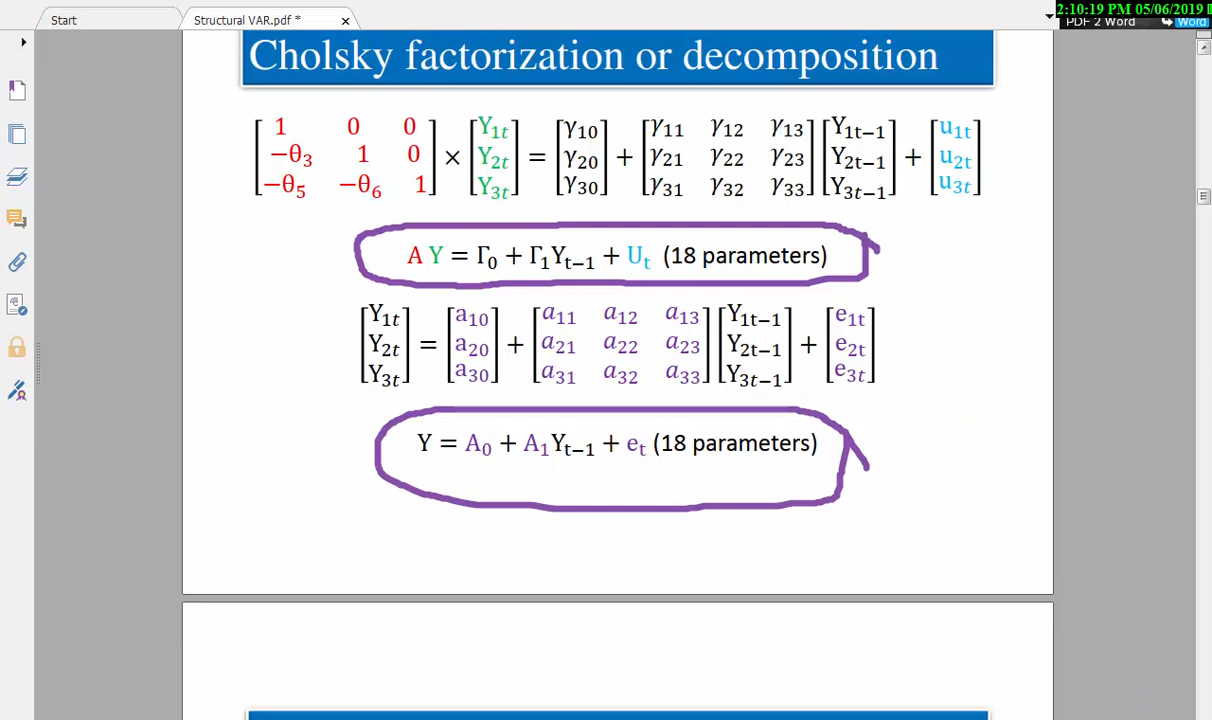 2:10:19 PM 05/06/2019
Start
Structural VAR.pdf *
x
PDF 2 Word
Word
Cholsky factorization or decomposition
[1 0 0; −θ₃ 1 0; −θ₅ −θ₆ 1] × [Y₁ₜ; Y₂ₜ; Y₃ₜ] = [γ₁₀; γ₂₀; γ₃₀] + [γ₁₁ γ₁₂ γ₁₃; γ₂₁ γ₂₂ γ₂₃; γ₃₁ γ₃₂ γ₃₃] [Y₁ₜ₋₁; Y₂ₜ₋₁; Y₃ₜ₋₁] + [u₁ₜ; u₂ₜ; u₃ₜ]
A Y = Γ₀ + Γ₁Yₜ₋₁ + Uₜ (18 parameters)
[Y₁ₜ; Y₂ₜ; Y₃ₜ] = [a₁₀; a₂₀; a₃₀] + [a₁₁ a₁₂ a₁₃; a₂₁ a₂₂ a₂₃; a₃₁ a₃₂ a₃₃] [Y₁ₜ₋₁; Y₂ₜ₋₁; Y₃ₜ₋₁] + [e₁ₜ; e₂ₜ; e₃ₜ]
Y = A₀ + A₁Yₜ₋₁ + eₜ (18 parameters)